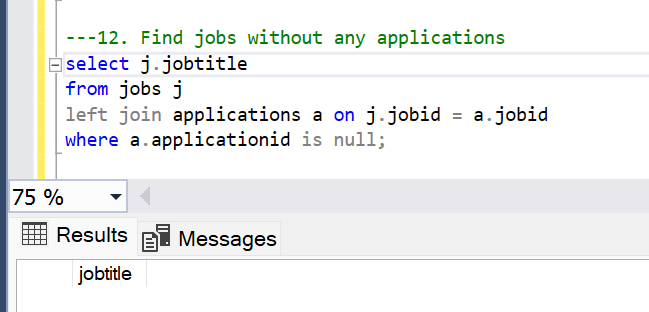 ---12. Find jobs without any applications
select j.jobtitle
from jobs j
left join applications a on j.jobid = a.jobid
where a.applicationid is null;
75 %
Results Messages
jobtitle